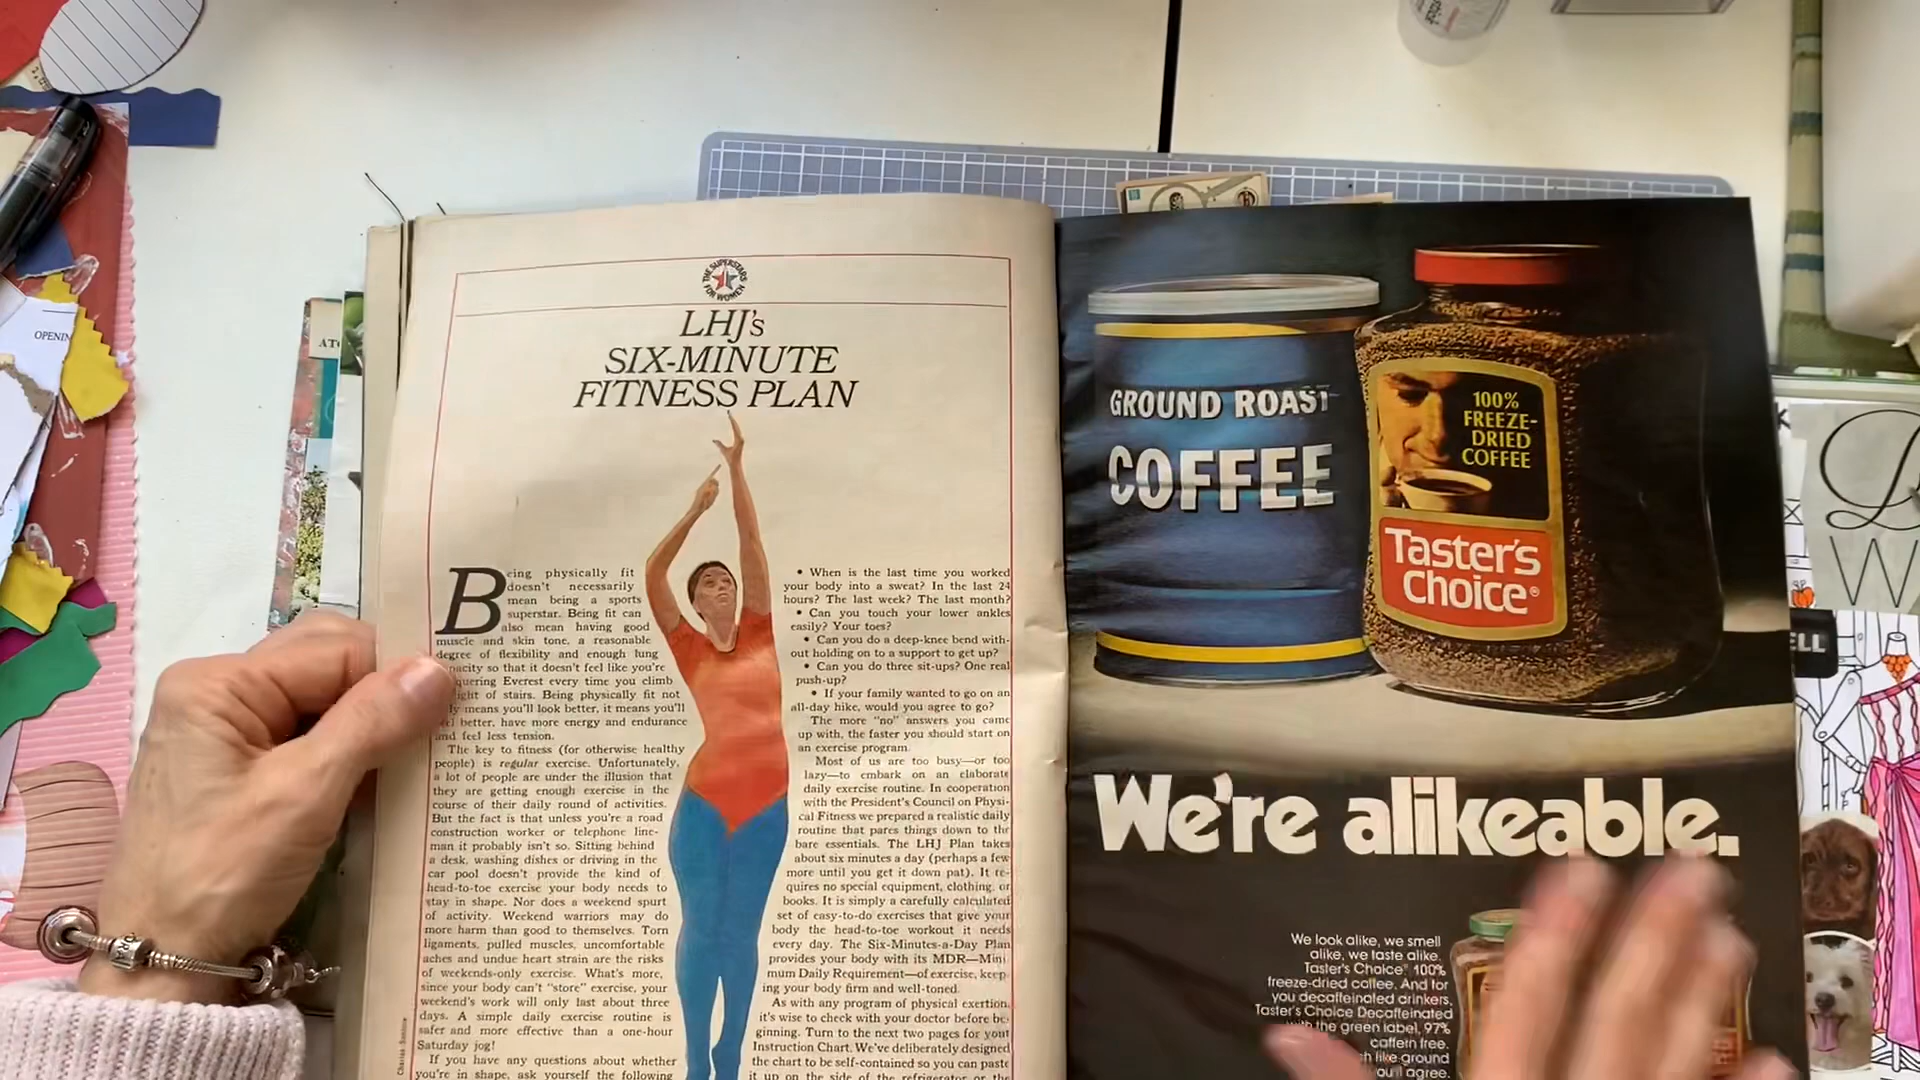 OPENIN
THE SUPERSTARS
FOR WOMEN
LHJ's
SIX-MINUTE
FITNESS PLAN
Being physically fit
doesn't necessarily
mean being a sports
superstar. Being fit can
also mean having good
muscle and skin tone, a reasonable
degree of flexibility and enough lung
pacity so that it doesn't feel like you're
quering Everest every time you climb
ight of stairs. Being physically fit not
ly means you'll look better, it means you'll
el better, have more energy and endurance
and feel less tension.
The key to fitness (for otherwise healthy
people) is regular exercise. Unfortunately,
a lot of people are under the illusion that
they are getting enough exercise in the
course of their daily round of activities.
But the fact is that unless you're a road
construction worker or telephone line-
man it probably isn't so. Sitting behind
a desk, washing dishes or driving in the
car pool doesn't provide the kind of
head-to-toe exercise your body needs to
stay in shape. Nor does a weekend spurt
of activity. Weekend warriors may do
more harm than good to themselves. Torn
ligaments, pulled muscles, uncomfortable
aches and undue heart strain are the risks
of weekends-only exercise. What's more,
since your body can't "store" exercise, your
weekend's work will only last about three
days. A simple daily exercise routine is
safer and more effective than a one-hour
Saturday jog!
If you have any questions about whether
you're in shape, ask yourself the following
• When is the last time you worked
your body into a sweat? In the last 24
hours? The last week? The last month?
• Can you touch your lower ankles
easily? Your toes?
• Can you do a deep-knee bend with-
out holding on to a support to get up?
• Can you do three sit-ups? One real
push-up?
• If your family wanted to go on an
all-day hike, would you agree to go?
The more "no" answers you came
up with, the faster you should start on
an exercise program.
Most of us are too busy—or too
lazy—to embark on an elaborate
daily exercise routine. In cooperation
with the President's Council on Physi-
cal Fitness we prepared a realistic daily
routine that pares things down to the
bare essentials. The LHJ Plan takes
about six minutes a day (perhaps a few
more until you get it down pat). It re-
quires no special equipment, clothing, or
books. It is simply a carefully calculated
set of easy-to-do exercises that give your
body the head-to-toe workout it needs
every day. The Six-Minutes-a-Day Plan
provides your body with its MDR—Mini
mum Daily Requirement—of exercise, keep-
ing your body firm and well-toned.
As with any program of physical exertion,
it's wise to check with your doctor before be-
ginning. Turn to the next two pages for your
Instruction Chart. We've deliberately designed
the chart to be self-contained so you can paste
it up on the side of the refrigerator or the
GROUND ROAST
COFFEE
100%
FREEZE-
DRIED
COFFEE
Taster's
Choice®
We're alikeable.
We look alike, we smell
alike, we taste alike.
Taster's Choice® 100%
freeze-dried coffee. And for
you decaffeinated drinkers,
Taster's Choice Decaffeinated
with the green label, 97%
caffein free.
like ground
you'll agree.
ELL
W